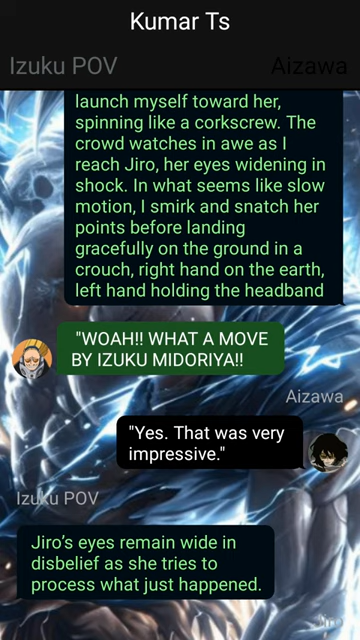 Kumar Ts
Izuku POV
Aizawa
launch myself toward her,
spinning like a corkscrew. The
crowd watches in awe as I
reach Jiro, her eyes widening in
shock. In what seems like slow
motion, I smirk and snatch her
points before landing
gracefully on the ground in a
crouch, right hand on the earth,
left hand holding the headband
"WOAH!! WHAT A MOVE
BY IZUKU MIDORIYA!!
Aizawa
"Yes. That was very
impressive."
Izuku POV
Jiro’s eyes remain wide in
disbelief as she tries to
process what just happened.
Jiro